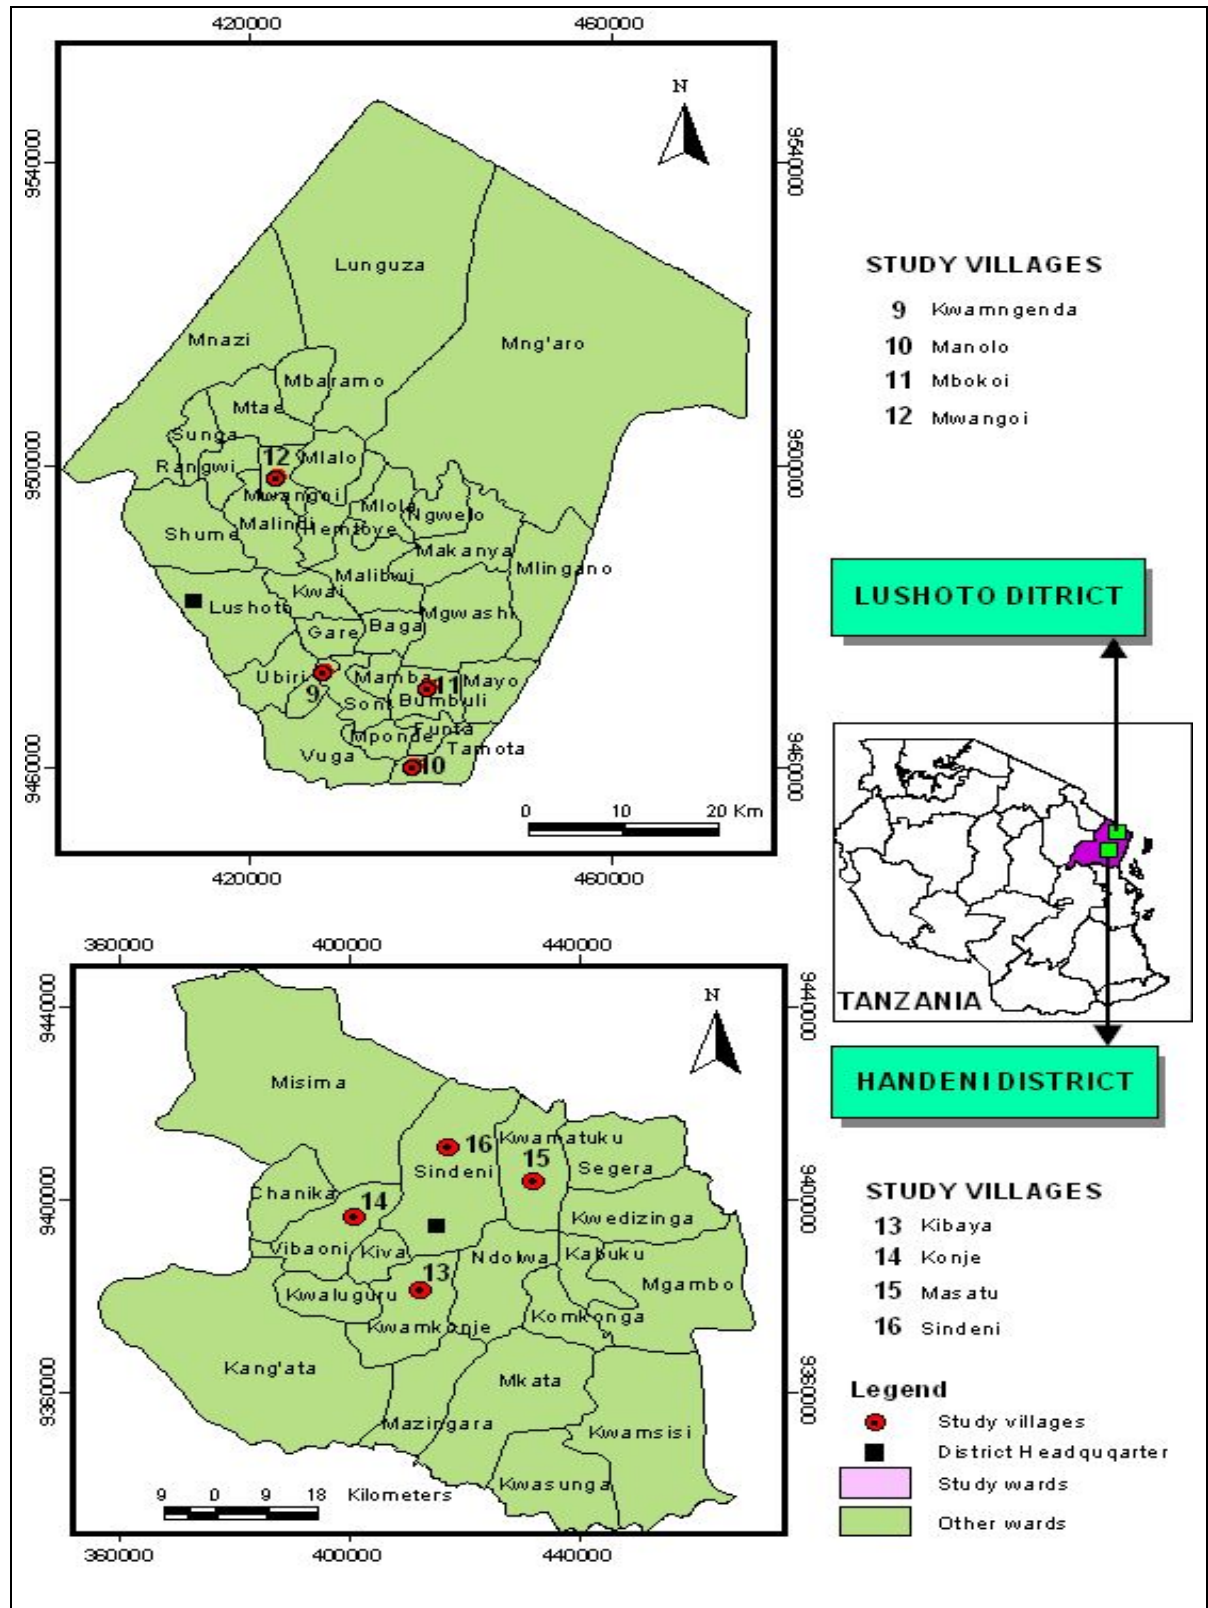 420000 460000
N
9540000 9540000
Lunguza
STUDY VILLAGES
9 Kwamngenda
Mnazi Mng'aro
10 Manolo
Mbaramo
11 Mbokoi
Mtae
12 Mwangoi
Sunga
12 Mlalo
Rangwi
9500000 9500000
Mwangoi
Mlola
Ngwelo
Shume Malindi Hemtoye
Makanya
Mlingano
Malibwi
Kwai
LUSHOTO DITRICT
Lushoto
Mgwashi
Gare Baga
Ubiri Mamba Mayo
9 11
Soni Bumbuli
Funta
Mponde
Vuga Tamota
10
9460000 9460000
0 10 20 Km
420000 460000
TANZANIA
360000 400000 440000
N
9440000 9440000
HANDENI DISTRICT
Misima
Kwamatuku
16 15
Sindeni Segera
Chanika
14
STUDY VILLAGES
9400000 9400000
Kwedizinga
13 Kibaya
Vibaoni Kiva Ndolwa Kabuku
14 Konje
13
Mgambo
15 Masatu
Kwaluguru
Komkonga
16 Sindeni
Kwamkonje
Kang'ata
Mkata
9360000 9360000
Legend
Mazingara
Study villages
Kwamsisi
District Headquqarter
Kwasunga
Study wards
9 0 9 18 Kilometers
Other wards
360000 400000 440000